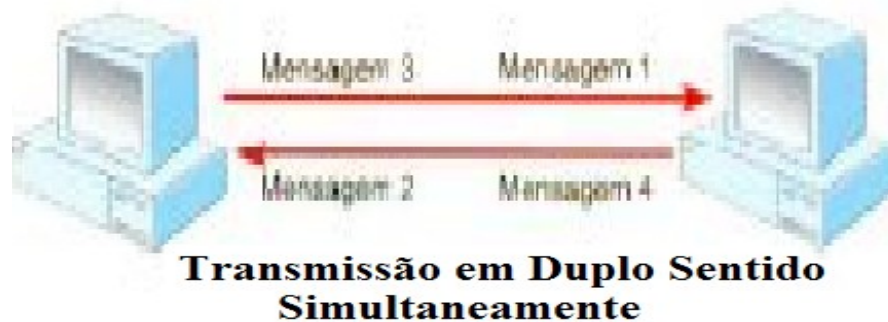 Mensagem 3 Mensagem 1
Mensagem 2 Mensagem 4
Transmissão em Duplo Sentido
Simultaneamente